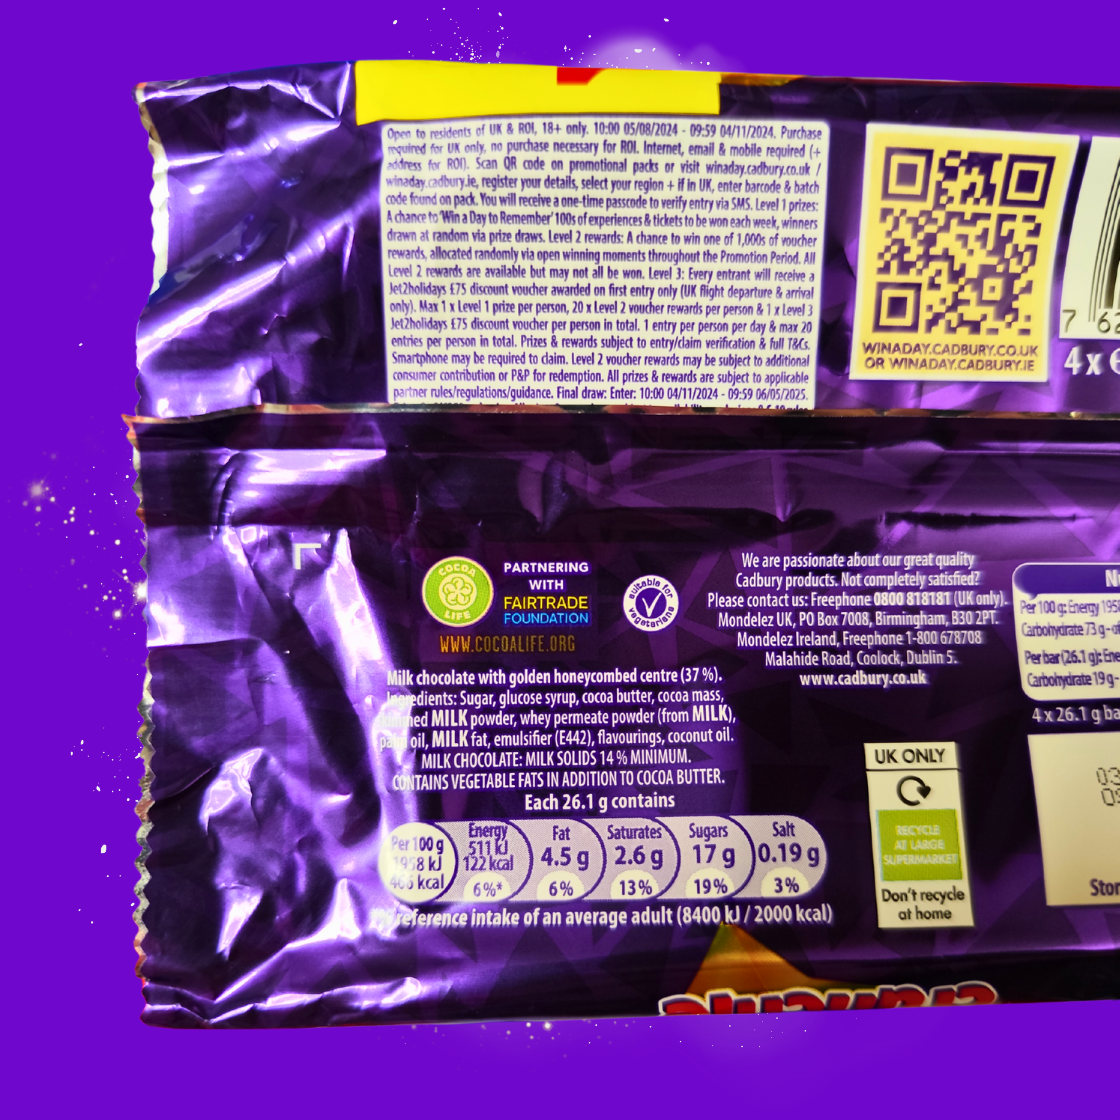 Open to residents of UK & ROI, 18+ only. 10:00 05/08/2024 - 09:59 04/11/2024. Purchase
required for UK only, no purchase necessary for ROI. Internet, email & mobile required (+
address for ROI). Scan QR code on promotional packs or visit winaday.cadbury.co.uk /
winaday.cadbury.ie, register your details, select your region + if in UK, enter barcode & batch
code found on pack. You will receive a one-time passcode to verify entry via SMS. Level 1 prizes:
A chance to 'Win a Day to Remember' 100s of experiences & tickets to be won each week, winners
drawn at random via prize draws. Level 2 rewards: A chance to win one of 1,000s of voucher
rewards, allocated randomly via open winning moments throughout the Promotion Period. All
Level 2 rewards are available but may not all be won. Level 3: Every entrant will receive a
Jet2holidays £75 discount voucher awarded on first entry only (UK flight departure & arrival
only). Max 1 x Level 1 prize per person, 20 x Level 2 voucher rewards per person & 1 x Level 3
Jet2holidays £75 discount voucher per person in total. 1 entry per person per day & max 20
entries per person in total. Prizes & rewards subject to entry/claim verification & full T&Cs.
Smartphone may be required to claim. Level 2 voucher rewards may be subject to additional
consumer contribution or P&P for redemption. All prizes & rewards are subject to applicable
partner rules/regulations/guidance. Final draw: Enter: 10:00 04/11/2024 - 09:59 06/05/2025.
WINADAY.CADBURY.CO.UK
OR WINADAY.CADBURY.IE
7 62
4 x
COCOA
LIFE
PARTNERING
WITH
FAIRTRADE
FOUNDATION
WWW.COCOALIFE.ORG
suitable for
vegetarians
We are passionate about our great quality
Cadbury products. Not completely satisfied?
Please contact us: Freephone 0800 818181 (UK only).
Mondelez UK, PO Box 7008, Birmingham, B30 2PT.
Mondelez Ireland, Freephone 1-800 678708
Malahide Road, Coolock, Dublin 5.
www.cadbury.co.uk
Per 100 g: Energy 1958
Carbohydrate 73 g - of
Per bar (26.1 g): Ene
Carbohydrate 19 g -
4 x 26.1 g ba
Milk chocolate with golden honeycombed centre (37 %).
Ingredients: Sugar, glucose syrup, cocoa butter, cocoa mass,
skimmed MILK powder, whey permeate powder (from MILK),
palm oil, MILK fat, emulsifier (E442), flavourings, coconut oil.
MILK CHOCOLATE: MILK SOLIDS 14 % MINIMUM.
CONTAINS VEGETABLE FATS IN ADDITION TO COCOA BUTTER.
Each 26.1 g contains
Per 100 g
1958 kJ
466 kcal
Energy
511 kJ
122 kcal
6%*
Fat
4.5 g
6%
Saturates
2.6 g
13%
Sugars
17 g
19%
Salt
0.19 g
3%
reference intake of an average adult (8400 kJ / 2000 kcal)
UK ONLY
RECYCLE
AT LARGE
SUPERMARKET
Don't recycle
at home
Stor
crunchie